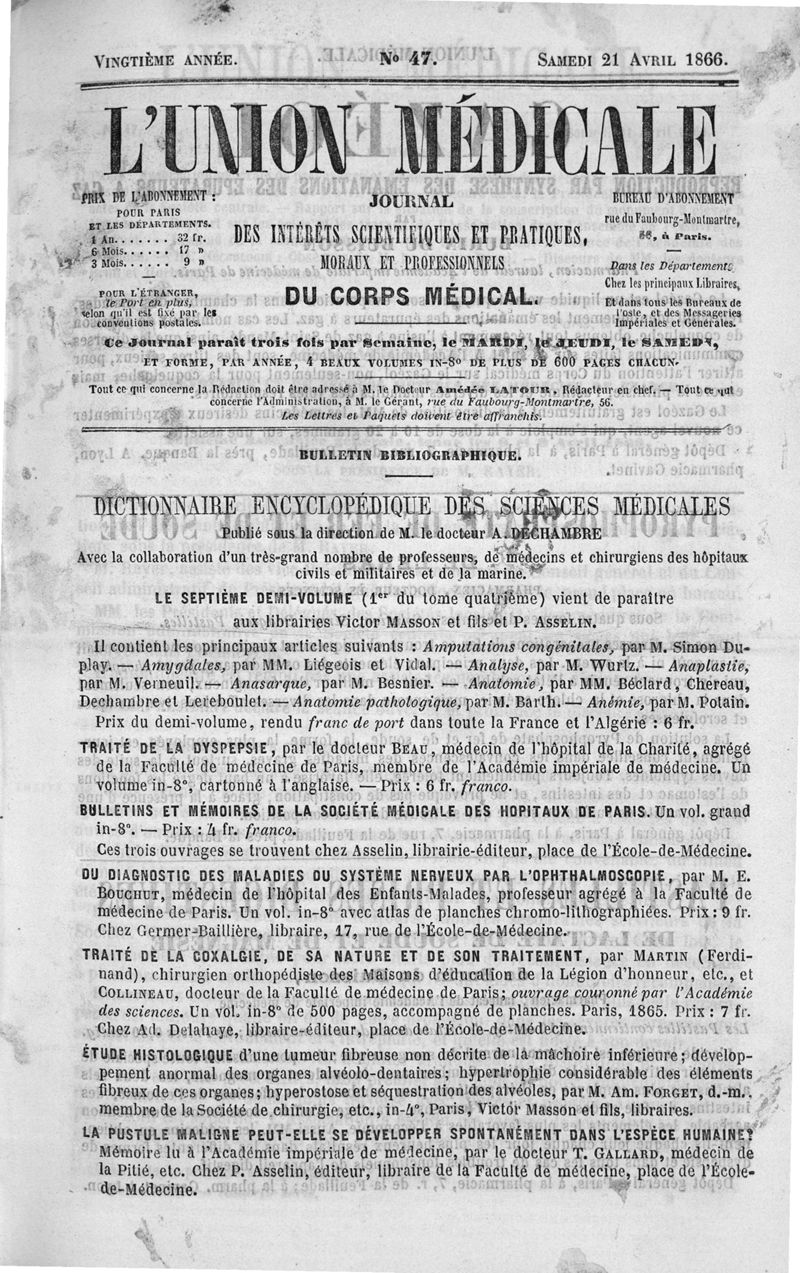 VINGTIÈME ANNÉE. No 47. SAMEDI 21 AVRIL 1866.
L'UNION MÉDICALE
PRIX DE L'ABONNEMENT :
POUR PARIS
ET LES DÉPARTEMENTS.
1 An....... 32 fr.
6 Mois...... 17 »
3 Mois...... 9 »
POUR L'ÉTRANGER,
le Port en plus,
selon qu'il est fixé par les
conventions postales.
JOURNAL
DES INTÉRÊTS SCIENTIFIQUES ET PRATIQUES,
MORAUX ET PROFESSIONNELS
DU CORPS MÉDICAL.
BUREAU D'ABONNEMENT
rue du Faubourg-Montmartre,
56, à Paris.
Dans les Départements
Chez les principaux Libraires,
Et dans tous les Bureaux de
Poste, et des Messageries
Impériales et Générales.
Ce Journal paraît trois fois par Semaine, le MARDI, le JEUDI, le SAMEDI,
ET FORME, PAR ANNÉE, 4 BEAUX VOLUMES IN-8o DE PLUS DE 600 PAGES CHACUN.
Tout ce qui concerne la Rédaction doit être adressé à M. le Docteur Amédée LATOUR, Rédacteur en chef. — Tout ce qui
concerne l'Administration, à M. le Gérant, rue du Faubourg-Montmartre, 56.
Les Lettres et Paquets doivent être affranchis.
BULLETIN BIBLIOGRAPHIQUE.
DICTIONNAIRE ENCYCLOPÉDIQUE DES SCIENCES MÉDICALES
Publié sous la direction de M. le docteur A. DECHAMBRE
Avec la collaboration d'un très-grand nombre de professeurs, de médecins et chirurgiens des hôpitaux
civils et militaires et de la marine.
LE SEPTIÈME DEMI-VOLUME (1er du tome quatrième) vient de paraître
aux librairies Victor MASSON et fils et P. ASSELIN.
Il contient les principaux articles suivants : Amputations congénitales, par M. Simon Du-
play. — Amygdales, par MM. Liégeois et Vidal. — Analyse, par M. Wurtz. — Anaplastie,
par M. Verneuil. — Anasarque, par M. Besnier. — Anatomie, par MM. Béclard, Chereau,
Dechambre et Lereboulet. — Anatomie pathologique, par M. Barth. — Anémie, par M. Potain.
Prix du demi-volume, rendu franc de port dans toute la France et l'Algérie : 6 fr.
TRAITÉ DE LA DYSPEPSIE, par le docteur BEAU, médecin de l'hôpital de la Charité, agrégé
de la Faculté de médecine de Paris, membre de l'Académie impériale de médecine. Un
volume in-8°, cartonné à l'anglaise. — Prix : 6 fr. franco.
BULLETINS ET MÉMOIRES DE LA SOCIÉTÉ MÉDICALE DES HOPITAUX DE PARIS. Un vol. grand
in-8°. — Prix : 4 fr. franco.
Ces trois ouvrages se trouvent chez Asselin, librairie-éditeur, place de l'École-de-Médecine.
DU DIAGNOSTIC DES MALADIES DU SYSTÈME NERVEUX PAR L'OPHTHALMOSCOPIE, par M. E.
BOUCHUT, médecin de l'hôpital des Enfants-Malades, professeur agrégé à la Faculté de
médecine de Paris. Un vol. in-8° avec atlas de planches chromo-lithographiées. Prix : 9 fr.
Chez Germer-Baillière, libraire, 17, rue de l'École-de-Médecine.
TRAITÉ DE LA COXALGIE, DE SA NATURE ET DE SON TRAITEMENT, par MARTIN (Ferdi-
nand), chirurgien orthopédiste des Maisons d'éducation de la Légion d'honneur, etc., et
COLLINEAU, docteur de la Faculté de médecine de Paris; ouvrage couronné par l'Académie
des sciences. Un vol. in-8° de 500 pages, accompagné de planches. Paris, 1865. Prix : 7 fr.
Chez Ad. Delahaye, libraire-éditeur, place de l'École-de-Médecine.
ÉTUDE HISTOLOGIQUE d'une tumeur fibreuse non décrite de la mâchoire inférieure; dévelop-
pement anormal des organes alvéolo-dentaires; hypertrophie considérable des éléments
fibreux de ces organes; hyperostose et séquestration des alvéoles, par M. Am. FORGET, d.-m.,
membre de la Société de chirurgie, etc., in-4°, Paris, Victor Masson et fils, libraires.
LA PUSTULE MALIGNE PEUT-ELLE SE DÉVELOPPER SPONTANÉMENT DANS L'ESPÈCE HUMAINE?
Mémoire lu à l'Académie impériale de médecine, par le docteur T. GALLARD, médecin de
la Pitié, etc. Chez P. Asselin, éditeur, libraire de la Faculté de médecine, place de l'École-
de-Médecine.